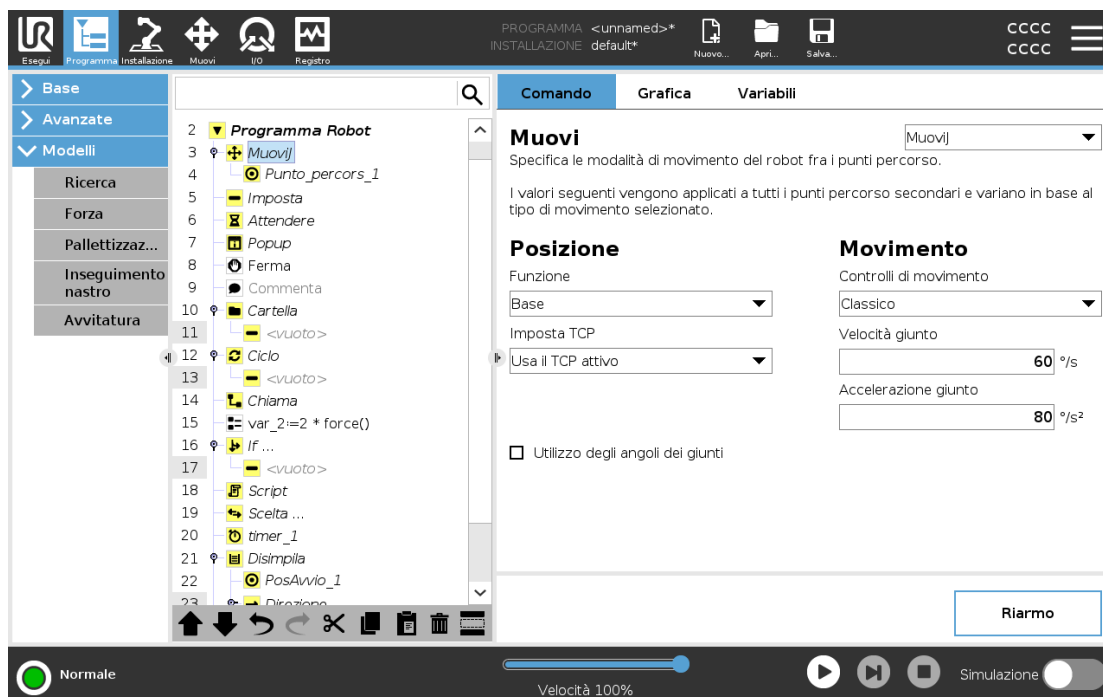 PROGRAMMA <unnamed>*
INSTALLAZIONE default*
UR
Esegui
Programma
Installazione
Muovi
I/O
Registro
Nuovo...
Apri...
Salva...
CCCC
CCCC
Base
Avanzate
Modelli
Ricerca
Forza
Pallettizzaz...
Inseguimento
nastro
Avvitatura
2 Programma Robot
3 MuoviJ
4 Punto_percors_1
5 Imposta
6 Attendere
7 Popup
8 Ferma
9 Commenta
10 Cartella
11 <vuoto>
12 Ciclo
13 <vuoto>
14 Chiama
15 var_2:=2 * force()
16 If ...
17 <vuoto>
18 Script
19 Scelta ...
20 timer_1
21 Disimpila
22 PosAvvio_1
23 Direzione
Comando Grafica Variabili
Muovi
MuoviJ
Specifica le modalità di movimento del robot fra i punti percorso.
I valori seguenti vengono applicati a tutti i punti percorso secondari e variano in base al
tipo di movimento selezionato.
Posizione
Funzione
Base
Imposta TCP
Usa il TCP attivo
Utilizzo degli angoli dei giunti
Movimento
Controlli di movimento
Classico
Velocità giunto
60 °/s
Accelerazione giunto
80 °/s²
Riarmo
Normale
Velocità 100%
Simulazione